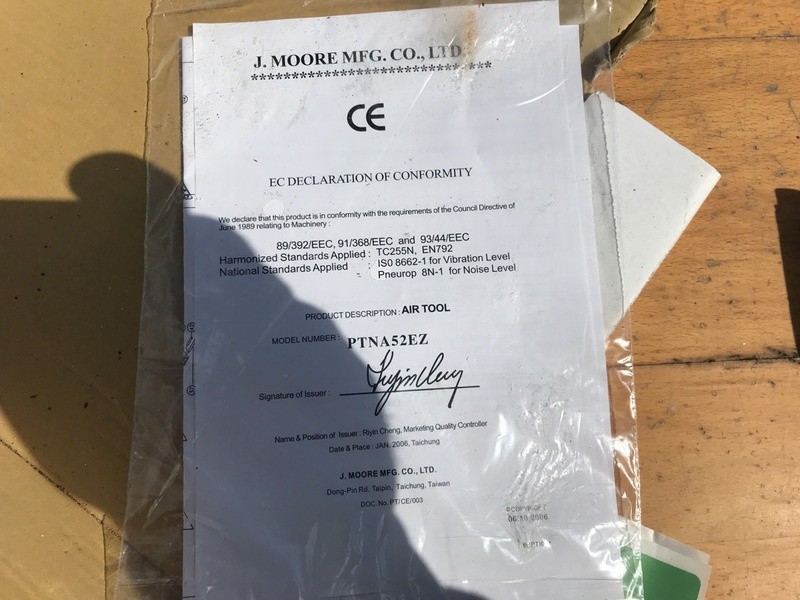 J. MOORE MFG. CO., LTD.
******************************
CE
EC DECLARATION OF CONFORMITY
We declare that this product is in conformity with the requirements of the Council Directive of
June 1989 relating to Machinery :
89/392/EEC, 91/368/EEC and 93/44/EEC
Harmonized Standards Applied : TC255N, EN792
National Standards Applied : IS0 8662-1 for Vibration Level
Pneurop 8N-1 for Noise Level
PRODUCT DESCRIPTION : AIR TOOL
MODEL NUMBER : PTNA52EZ
Signature of Issuer :
Name & Position of Issuer : Riyin Cheng, Marketing Quality Controller
Date & Place : JAN. 2006, Taichung
J. MOORE MFG. CO., LTD.
Dong-Pin Rd, Taipin, Taichung, Taiwan
DOC. No. PT/CE/003
06.10.2006